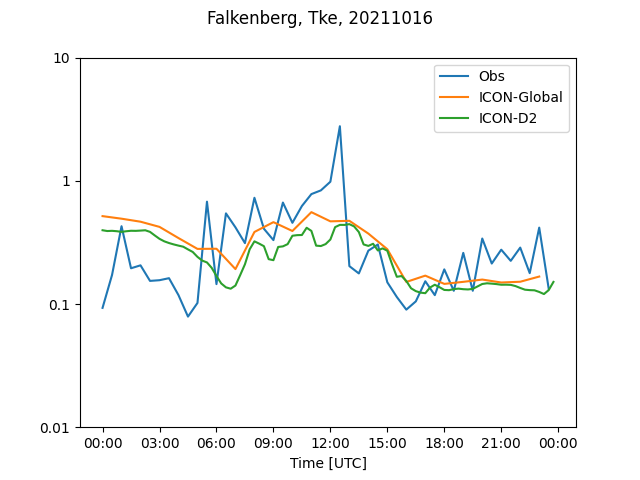 Falkenberg, Tke, 20211016
10
1
0.1
0.01
Obs
ICON-Global
ICON-D2
00:00 03:00 06:00 09:00 12:00 15:00 18:00 21:00 00:00
Time [UTC]